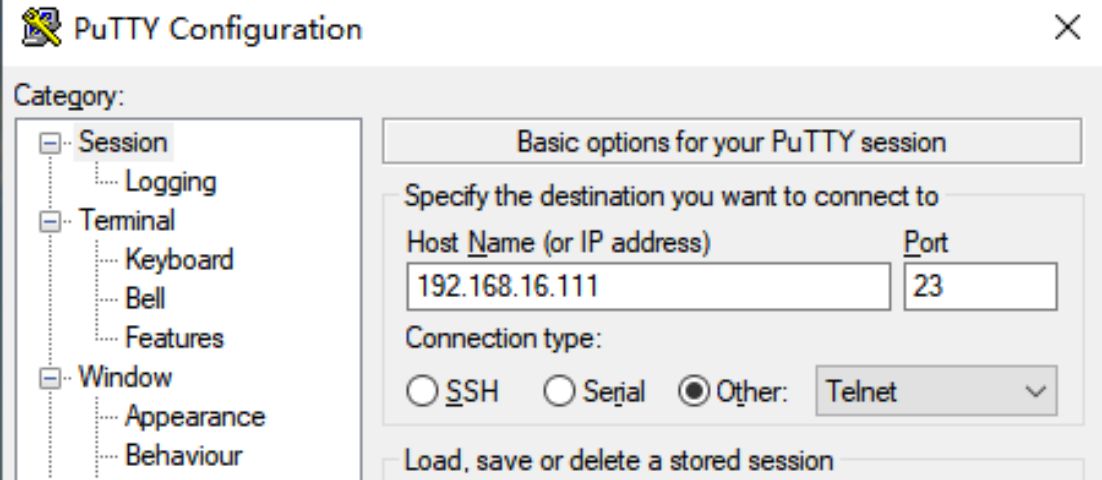 PuTTY Configuration
Category:
Session
Logging
Terminal
Keyboard
Bell
Features
Window
Appearance
Behaviour
Basic options for your PuTTY session
Specify the destination you want to connect to
Host Name (or IP address)
Port
192.168.16.111
23
Connection type:
SSH
Serial
Other:
Telnet
Load, save or delete a stored session